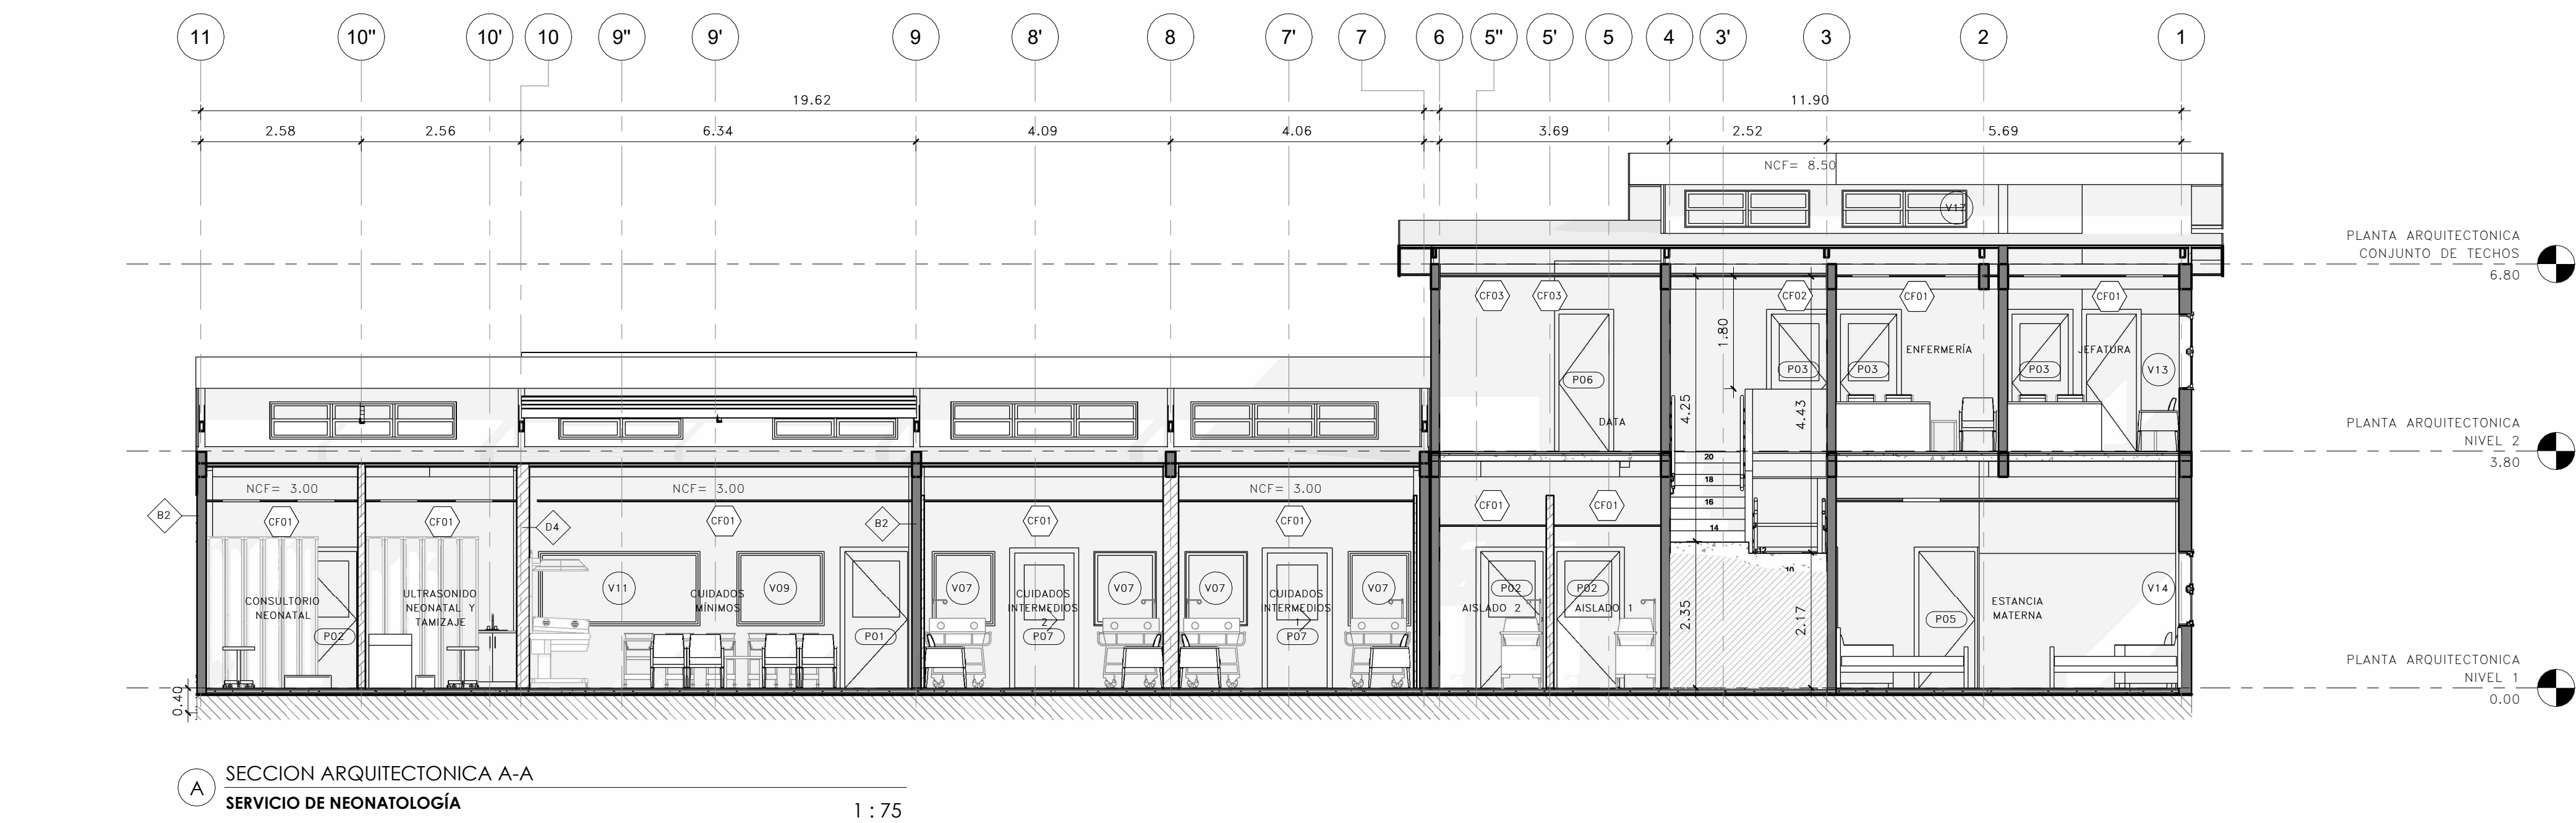 11 10" 10' 10 9" 9' 9 8' 8 7' 7 6 5" 5' 5 4 3' 3 2 1
19.62 11.90
2.58 2.56 6.34 4.09 4.06 3.69 2.52 5.69
NCF= 8.50
V17
PLANTA ARQUITECTONICA
CONJUNTO DE TECHOS
6.80
CF03 CF03 CF02 CF01 CF01
1.80
ENFERMERÍA JEFATURA
P06 P03 P03 P03 V13
4.25 4.43
DATA
PLANTA ARQUITECTONICA
NIVEL 2
3.80
20
18
16
14
12
10
NCF= 3.00 NCF= 3.00 NCF= 3.00
B2 CF01 CF01 D4 CF01 B2 CF01 CF01 CF01 CF01
V11 V09 V07 V07 V07 V07 P02 P02 V14
CONSULTORIO
NEONATAL
P02
ULTRASONIDO
NEONATAL Y
TAMIZAJE
CUIDADOS
MÍNIMOS
P01
CUIDADOS
INTERMEDIOS
2
P07
CUIDADOS
INTERMEDIOS
1
P07
AISLADO 2 AISLADO 1
2.35 2.17
P05
ESTANCIA
MATERNA
PLANTA ARQUITECTONICA
NIVEL 1
0.00
0.40
A
SECCION ARQUITECTONICA A-A
SERVICIO DE NEONATOLOGÍA
1 : 75